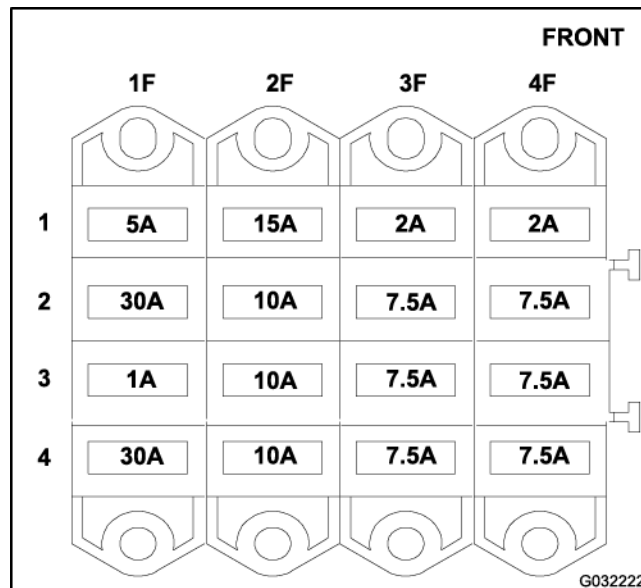 FRONT
1F 2F 3F 4F
1 5A 15A 2A 2A
2 30A 10A 7.5A 7.5A
3 1A 10A 7.5A 7.5A
4 30A 10A 7.5A 7.5A
G032222